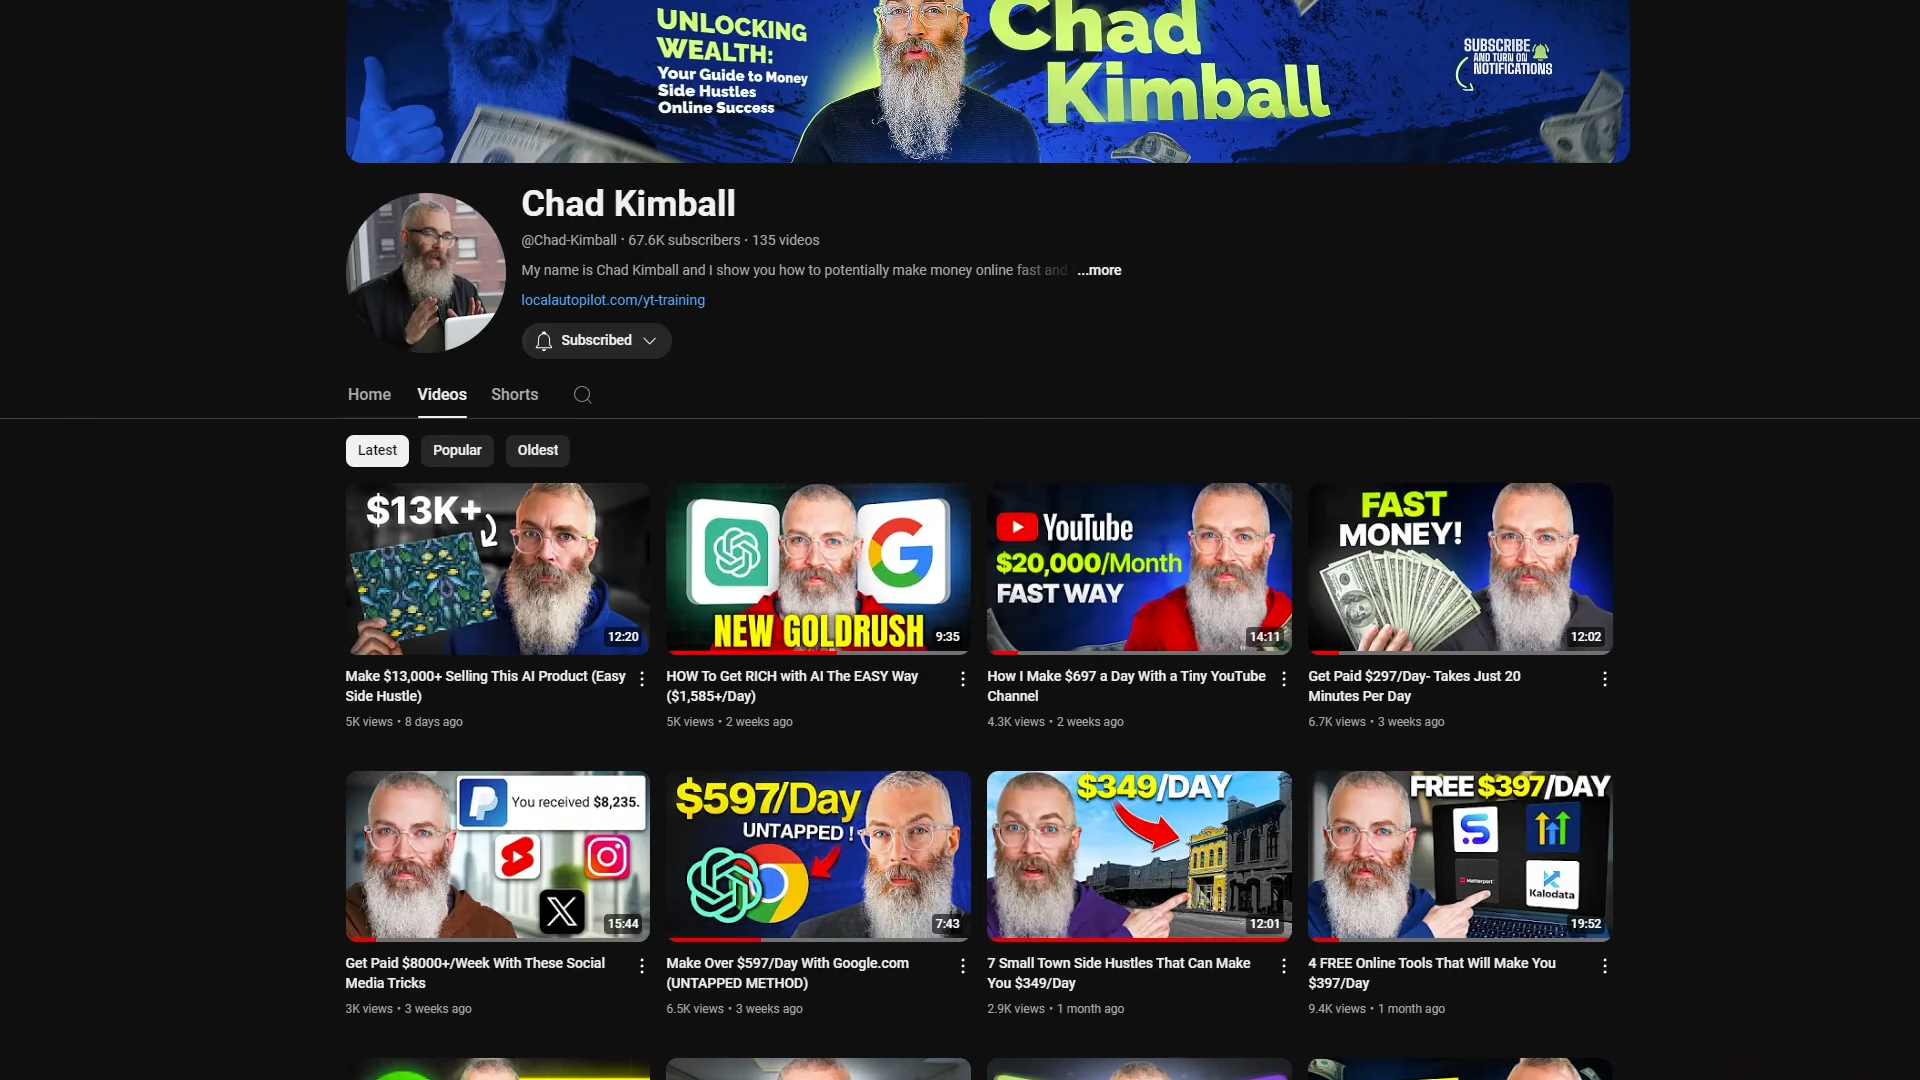 UNLOCKING
WEALTH:
Your Guide to Money
Side Hustles
Online Success
Chad
Kimball
SUBSCRIBE
AND TURN ON
NOTIFICATIONS
Chad Kimball
@Chad-Kimball • 67.6K subscribers • 135 videos
My name is Chad Kimball and I show you how to potentially make money online fast and ...more
localautopilot.com/yt-training
Subscribed
Home Videos Shorts
Latest Popular Oldest
$13K+
12:20
NEW GOLDRUSH
9:35
YouTube
$20,000/Month
FAST WAY
14:11
FAST
MONEY!
12:02
Make $13,000+ Selling This AI Product (Easy
Side Hustle)
5K views • 8 days ago
HOW To Get RICH with AI The EASY Way
($1,585+/Day)
5K views • 2 weeks ago
How I Make $697 a Day With a Tiny YouTube
Channel
4.3K views • 2 weeks ago
Get Paid $297/Day- Takes Just 20
Minutes Per Day
6.7K views • 3 weeks ago
You received $8,235.
15:44
$597/Day
UNTAPPED!
7:43
$349/DAY
12:01
FREE $397/DAY
Matterport
Kalodata
19:52
Get Paid $8000+/Week With These Social
Media Tricks
3K views • 3 weeks ago
Make Over $597/Day With Google.com
(UNTAPPED METHOD)
6.5K views • 3 weeks ago
7 Small Town Side Hustles That Can Make
You $349/Day
2.9K views • 1 month ago
4 FREE Online Tools That Will Make You
$397/Day
9.4K views • 1 month ago